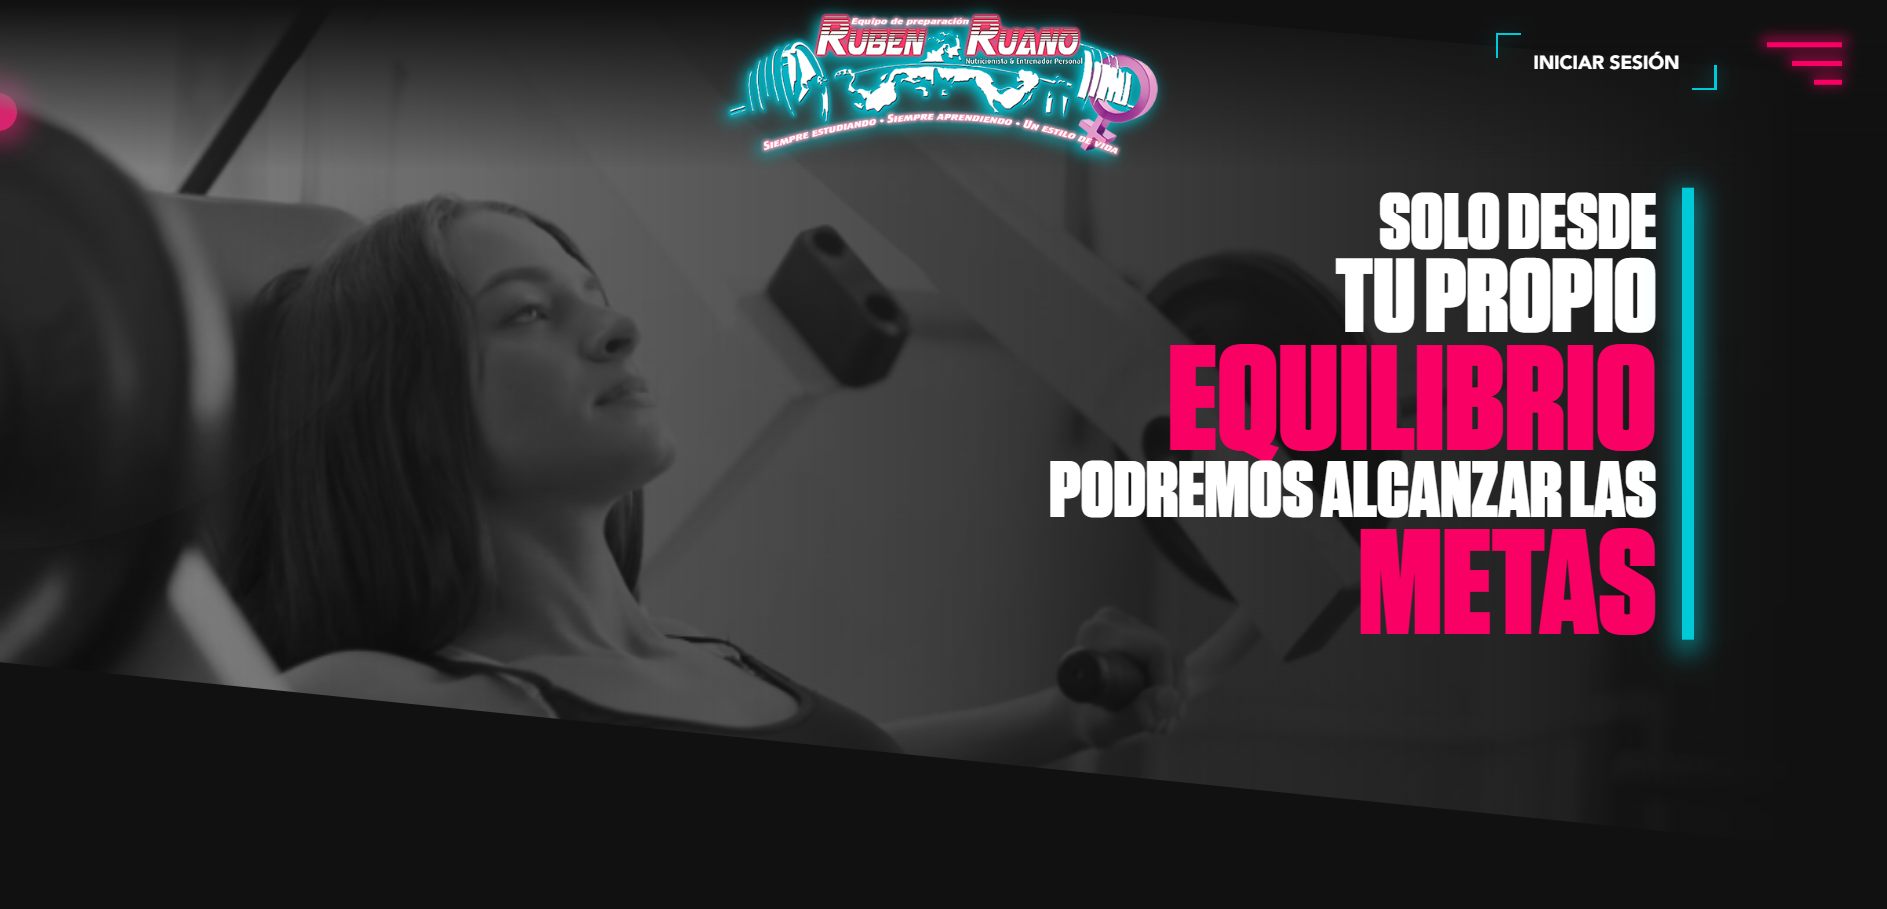 Equipo de preparación
RUBEN RUANO
Nutricionista & Entrenador Personal
SIEMPRE ESTUDIANDO • SIEMPRE APRENDIENDO • UN ESTILO DE VIDA
INICIAR SESIÓN
SOLO DESDE
TU PROPIO
EQUILIBRIO
PODREMOS ALCANZAR LAS
METAS